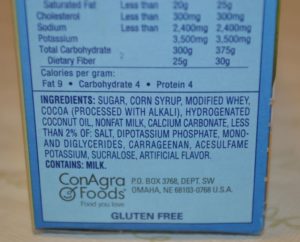 Saturated Fat Less than 20g 25g
Cholesterol Less than 300mg 300mg
Sodium Less than 2,400mg 2,400mg
Potassium 3,500mg 3,500mg
Total Carbohydrate 300g 375g
Dietary Fiber 25g 30g
Calories per gram:
Fat 9 • Carbohydrate 4 • Protein 4
INGREDIENTS: SUGAR, CORN SYRUP, MODIFIED WHEY,
COCOA (PROCESSED WITH ALKALI), HYDROGENATED
COCONUT OIL, NONFAT MILK, CALCIUM CARBONATE, LESS
THAN 2% OF: SALT, DIPOTASSIUM PHOSPHATE, MONO-
AND DIGLYCERIDES, CARRAGEENAN, ACESULFAME
POTASSIUM, SUCRALOSE, ARTIFICIAL FLAVOR.
CONTAINS: MILK.
ConAgra Foods
Food you love
P.O. BOX 3768, DEPT. SW
OMAHA, NE 68103-0768 U.S.A.
GLUTEN FREE